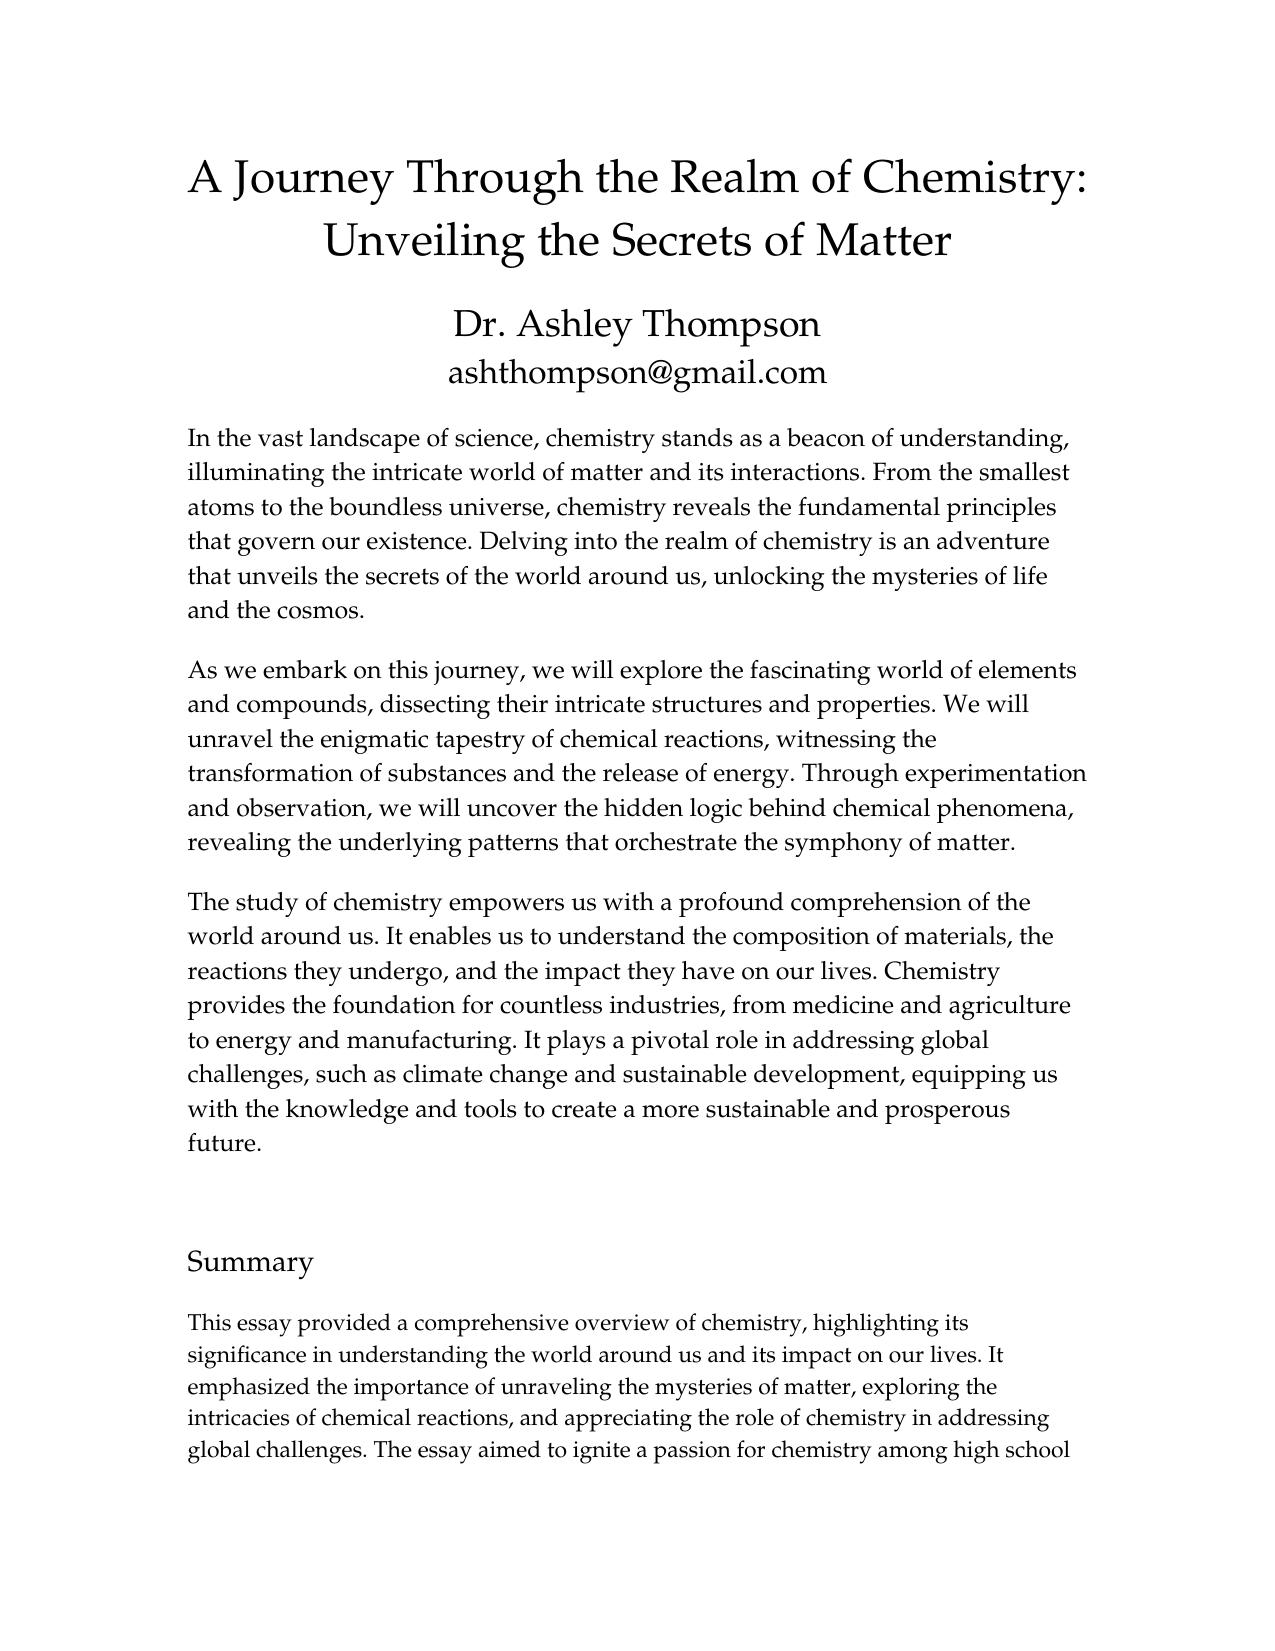 A Journey Through the Realm of Chemistry:
Unveiling the Secrets of Matter
Dr. Ashley Thompson
ashthompson@gmail.com
In the vast landscape of science, chemistry stands as a beacon of understanding,
illuminating the intricate world of matter and its interactions. From the smallest
atoms to the boundless universe, chemistry reveals the fundamental principles
that govern our existence. Delving into the realm of chemistry is an adventure
that unveils the secrets of the world around us, unlocking the mysteries of life
and the cosmos.
As we embark on this journey, we will explore the fascinating world of elements
and compounds, dissecting their intricate structures and properties. We will
unravel the enigmatic tapestry of chemical reactions, witnessing the
transformation of substances and the release of energy. Through experimentation
and observation, we will uncover the hidden logic behind chemical phenomena,
revealing the underlying patterns that orchestrate the symphony of matter.
The study of chemistry empowers us with a profound comprehension of the
world around us. It enables us to understand the composition of materials, the
reactions they undergo, and the impact they have on our lives. Chemistry
provides the foundation for countless industries, from medicine and agriculture
to energy and manufacturing. It plays a pivotal role in addressing global
challenges, such as climate change and sustainable development, equipping us
with the knowledge and tools to create a more sustainable and prosperous
future.
Summary
This essay provided a comprehensive overview of chemistry, highlighting its
significance in understanding the world around us and its impact on our lives. It
emphasized the importance of unraveling the mysteries of matter, exploring the
intricacies of chemical reactions, and appreciating the role of chemistry in addressing
global challenges. The essay aimed to ignite a passion for chemistry among high school